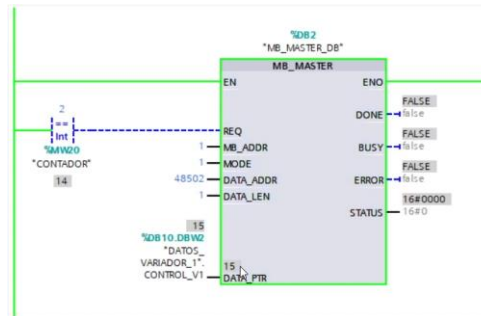 %DB2
"MB_MASTER_DB"
MB_MASTER
EN ENO
DONE FALSE false
2
==
Int
%MW20
"CONTADOR"
14
REQ
1 MB_ADDR BUSY FALSE false
1 MODE
48502 DATA_ADDR ERROR FALSE false
1 DATA_LEN
STATUS 16#0000 16#0
15
%DB10.DBW2
"DATOS_
VARIADOR_1".
CONTROL_V1
15
DATA_PTR